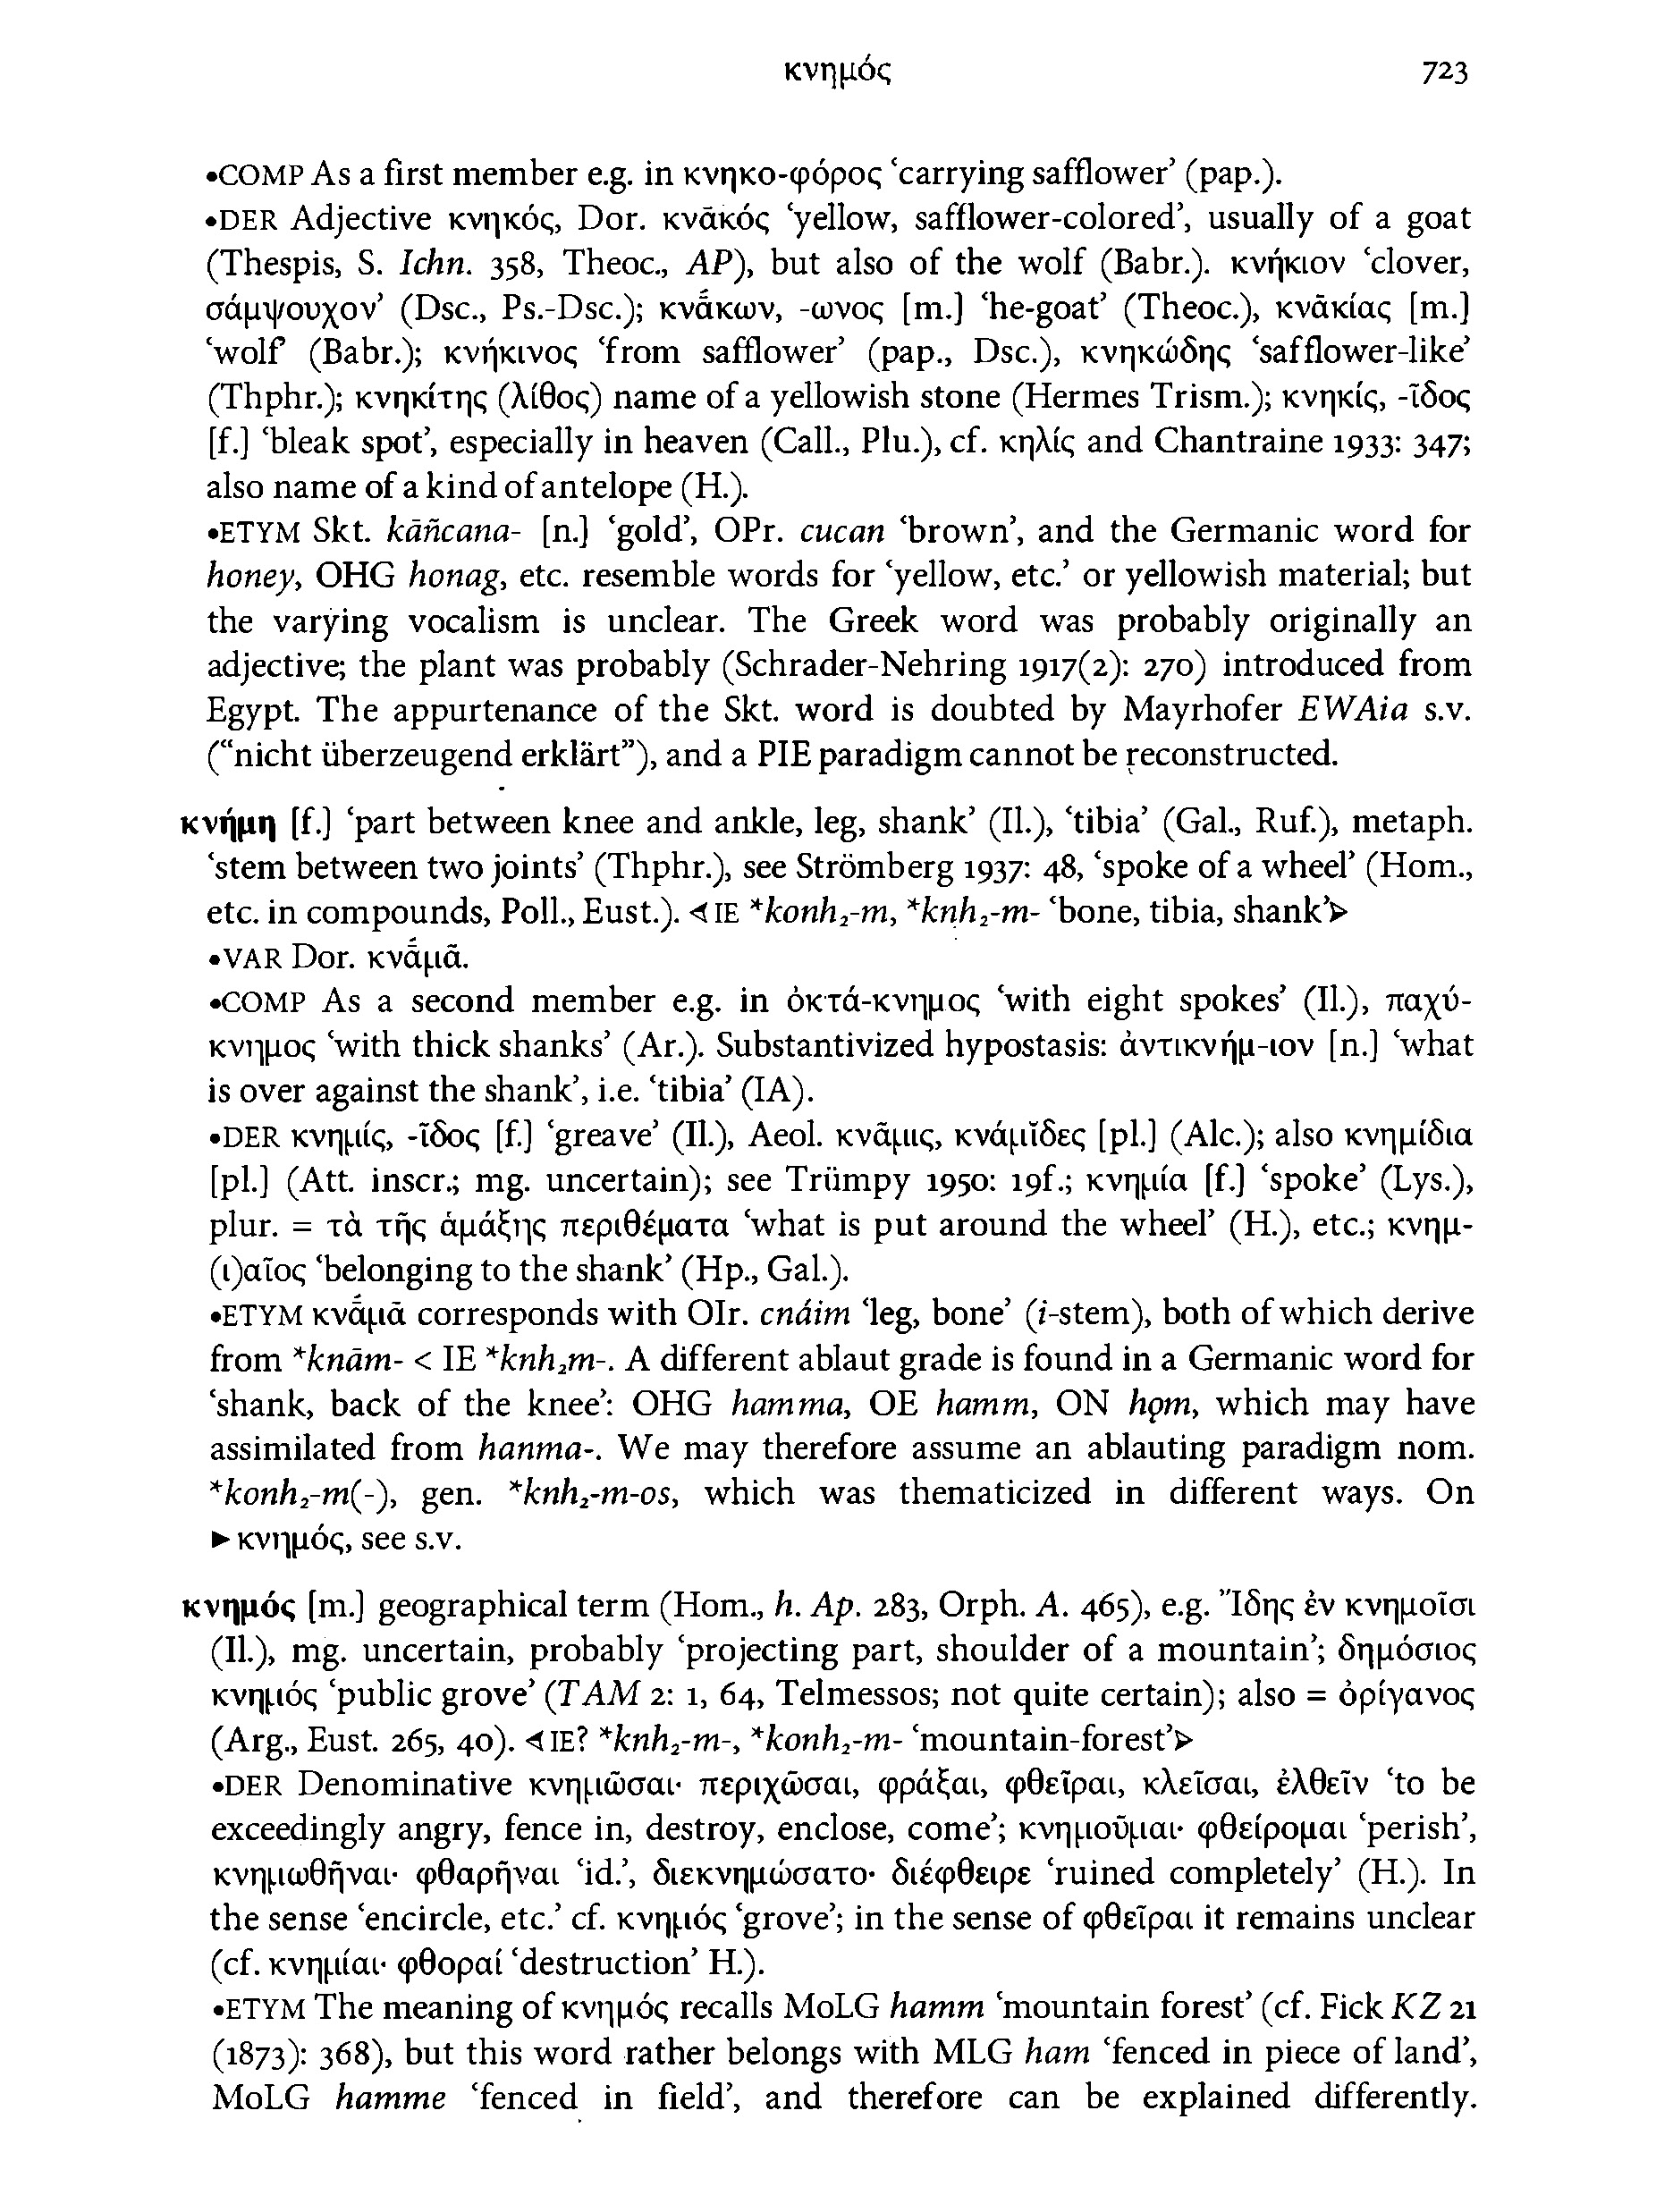 κνημός 723
•COMP As a first member e.g. in κνηκο-φόρος ‘carrying safflower’ (pap.).
•DER Adjective κνηκός, Dor. κνᾱκός ‘yellow, safflower-colored’, usually of a goat
(Thespis, S. Ichn. 358, Theoc., AP), but also of the wolf (Babr.). κνήκιον ‘clover,
σάμψουχον’ (Dsc., Ps.-Dsc.); κνᾱ́κων, -ωνος [m.] ‘he-goat’ (Theoc.), κνᾱκίας [m.]
‘wolf’ (Babr.); κνήκινος ‘from safflower’ (pap., Dsc.), κνηκώδης ‘safflower-like’
(Thphr.); κνηκίτης (λίθος) name of a yellowish stone (Hermes Trism.); κνηκίς, -ῖδος
[f.] ‘bleak spot’, especially in heaven (Call., Plu.), cf. κηλίς and Chantraine 1933: 347;
also name of a kind of antelope (H.).
•ETYM Skt. kāñcana- [n.] ‘gold’, OPr. cucan ‘brown’, and the Germanic word for
honey, OHG honag, etc. resemble words for ‘yellow, etc.’ or yellowish material; but
the varying vocalism is unclear. The Greek word was probably originally an
adjective; the plant was probably (Schrader-Nehring 1917(2): 270) introduced from
Egypt. The appurtenance of the Skt. word is doubted by Mayrhofer EWAia s.v.
(“nicht überzeugend erklärt”), and a PIE paradigm cannot be reconstructed.
κνήμη [f.] ‘part between knee and ankle, leg, shank’ (Il.), ‘tibia’ (Gal., Ruf.), metaph.
‘stem between two joints’ (Thphr.), see Strömberg 1937: 48, ‘spoke of a wheel’ (Hom.,
etc. in compounds, Poll., Eust.). ⊲IE *konh₂-m, *kn̥h₂-m- ‘bone, tibia, shank’⊳
•VAR Dor. κνᾱ́μᾱ.
•COMP As a second member e.g. in ὀκτά-κνημος ‘with eight spokes’ (Il.), παχύ-
κνημος ‘with thick shanks’ (Ar.). Substantivized hypostasis: ἀντικνήμ-ιον [n.] ‘what
is over against the shank’, i.e. ‘tibia’ (IA).
•DER κνημίς, -ῖδος [f.] ‘greave’ (Il.), Aeol. κνᾶμις, κνάμῑδες [pl.] (Alc.); also κνημίδια
[pl.] (Att. inscr.; mg. uncertain); see Trümpy 1950: 19f.; κνημία [f.] ‘spoke’ (Lys.),
plur. = τὰ τῆς ἁμάξης περιθέματα ‘what is put around the wheel’ (H.), etc.; κνημ-
(ι)αῖος ‘belonging to the shank’ (Hp., Gal.).
•ETYM κνᾱ́μᾱ corresponds with OIr. cnáim ‘leg, bone’ (i-stem), both of which derive
from *knām- < IE *knh₂m-. A different ablaut grade is found in a Germanic word for
‘shank, back of the knee’: OHG hamma, OE hamm, ON hǫm, which may have
assimilated from hanma-. We may therefore assume an ablauting paradigm nom.
*konh₂-m(-), gen. *knh₂-m-os, which was thematicized in different ways. On
► κνημός, see s.v.
κνημός [m.] geographical term (Hom., h. Ap. 283, Orph. A. 465), e.g. Ἴδης ἐν κνημοῖσι
(Il.), mg. uncertain, probably ‘projecting part, shoulder of a mountain’; δημόσιος
κνημός ‘public grove’ (TAM 2: 1, 64, Telmessos; not quite certain); also = ὀρίγανος
(Arg., Eust. 265, 40). ⊲IE? *knh₂-m-, *konh₂-m- ‘mountain-forest’⊳
•DER Denominative κνημῶσαι· περιχῶσαι, φράξαι, φθεῖραι, κλεῖσαι, ἐλθεῖν ‘to be
exceedingly angry, fence in, destroy, enclose, come’; κνημοῦμαι· φθείρομαι ‘perish’,
κνημωθῆναι· φθαρῆναι ‘id.’, διεκνημώσατο· διέφθειρε ‘ruined completely’ (H.). In
the sense ‘encircle, etc.’ cf. κνημός ‘grove’; in the sense of φθεῖραι it remains unclear
(cf. κνημίαι· φθοραί ‘destruction’ H.).
•ETYM The meaning of κνημός recalls MoLG hamm ‘mountain forest’ (cf. Fick KZ 21
(1873): 368), but this word rather belongs with MLG ham ‘fenced in piece of land’,
MoLG hamme ‘fenced in field’, and therefore can be explained differently.